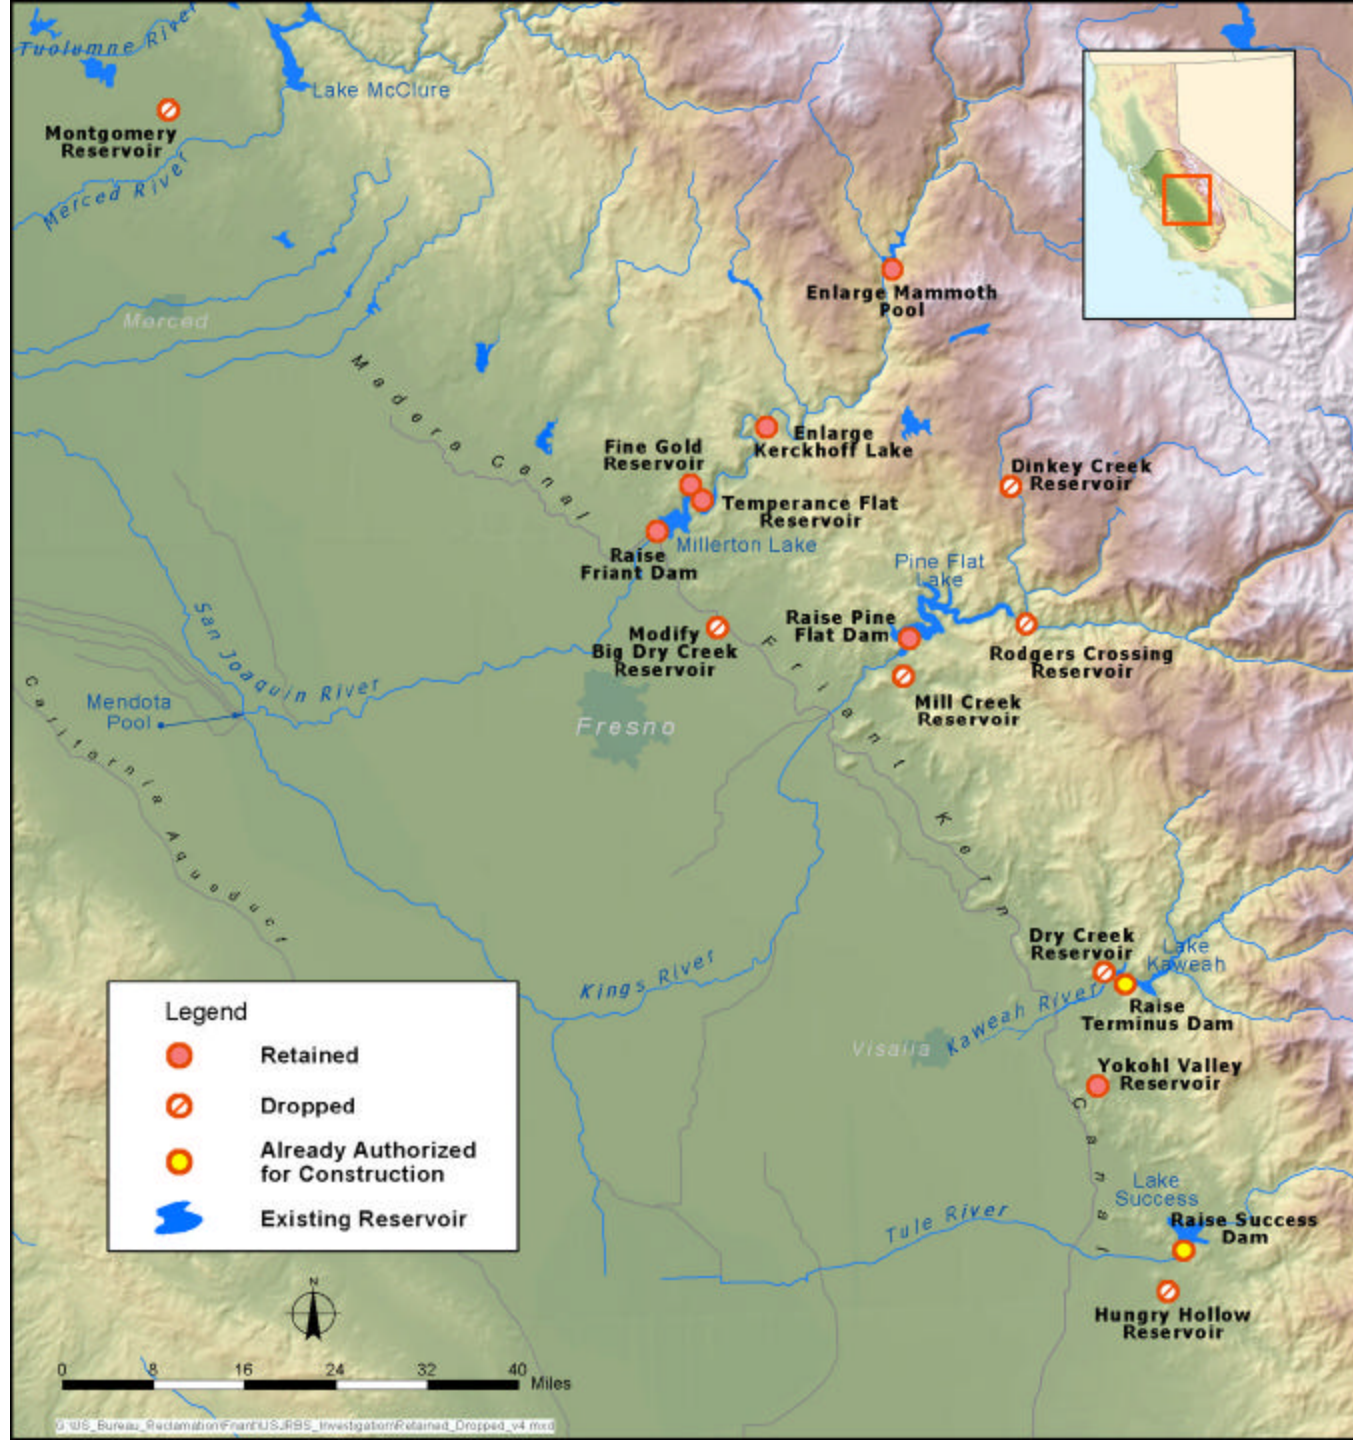 Tuolumne River
Lake McClure
Montgomery
Reservoir
Merced River
Merced
Enlarge Mammoth
Pool
Madera Canal
Enlarge
Kerckhoff Lake
Fine Gold
Reservoir
Dinkey Creek
Reservoir
Temperance Flat
Reservoir
Millerton Lake
Raise
Friant Dam
Pine Flat
Lake
Raise Pine
Flat Dam
Modify
Big Dry Creek
Reservoir
Rodgers Crossing
Reservoir
Mill Creek
Reservoir
San Joaquin River
Mendota
Pool
Fresno
California Aqueduct
Friant Kern Canal
Dry Creek
Reservoir
Lake
Kaweah
Raise
Terminus Dam
Kings River
Kaweah River
Visalia
Yokohl Valley
Reservoir
Lake
Success
Raise Success
Dam
Tule River
Hungry Hollow
Reservoir
Legend
Retained
Dropped
Already Authorized
for Construction
Existing Reservoir
N
0 8 16 24 32 40
Miles
G:\US_Bureau_Reclamation\Friant\USJRBS_Investigation\Retained_Dropped_v4.mxd